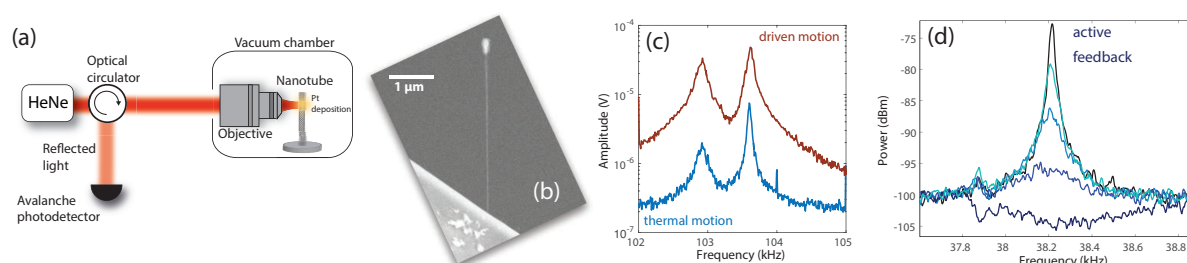 (a)
Optical
circulator
HeNe
Reflected
light
Avalanche
photodetector
Vacuum chamber
Nanotube
Pt
deposition
Objective
1 µm
(b)
(c)
driven motion
thermal motion
Amplitude (V)
10⁻⁴
10⁻⁵
10⁻⁶
10⁻⁷
102
103
104
105
Frequency (kHz)
(d)
active
feedback
Power (dBm)
-75
-80
-85
-90
-95
-100
-105
37.8
38
38.2
38.4
38.6
38.8
Frequency (kHz)